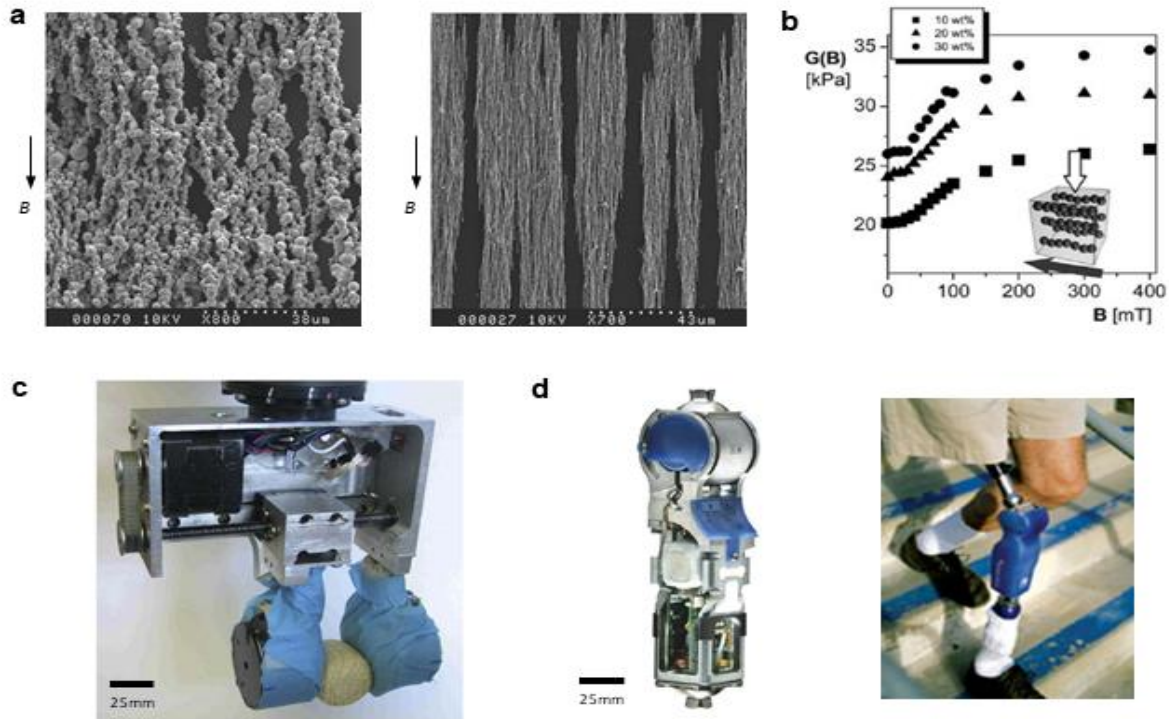 a
B
000070 10KV X800 38um
B
000027 10KV X700 43um
b
10 wt%
20 wt%
30 wt%
G(B)
[kPa]
35
30
25
20
0
100
200
300
400
B [mT]
c
25mm
d
25mm